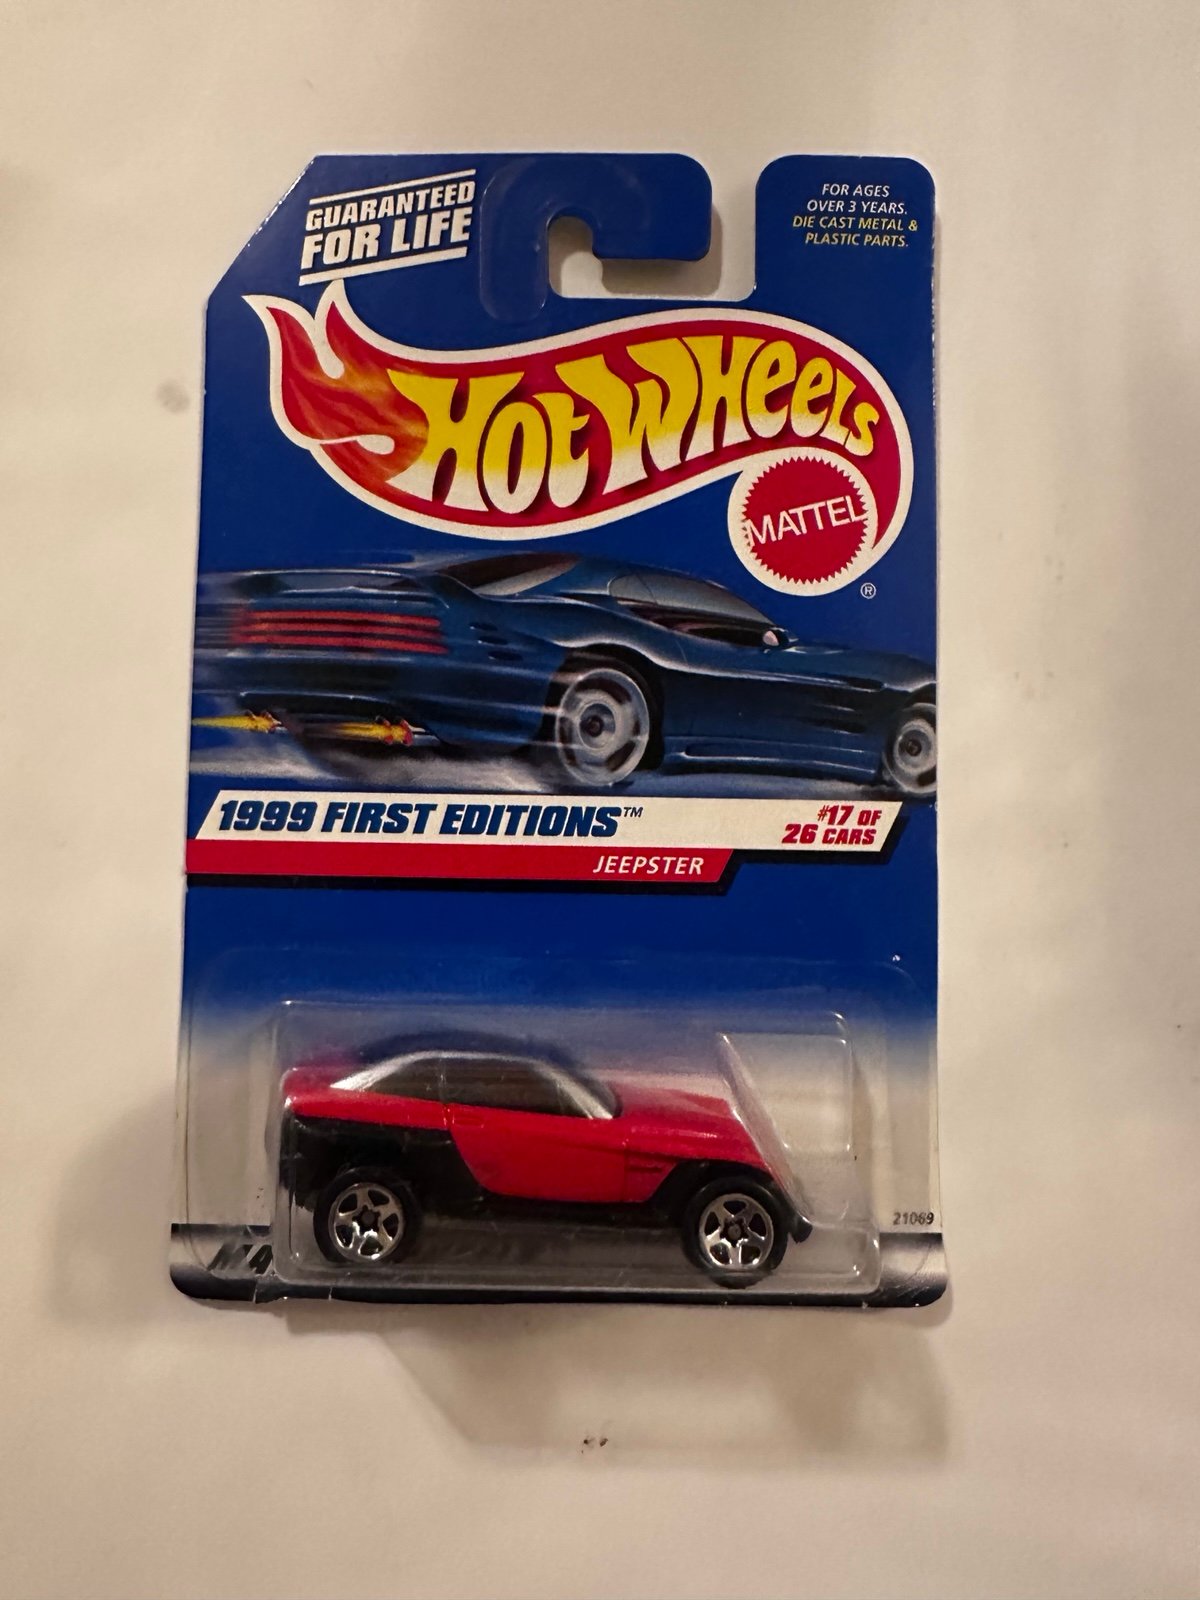 GUARANTEED
FOR LIFE
FOR AGES
OVER 3 YEARS.
DIE CAST METAL &
PLASTIC PARTS.
HOT WHEELS
MATTEL
®
1999 FIRST EDITIONS™
#17 OF
26 CARS
JEEPSTER
21069